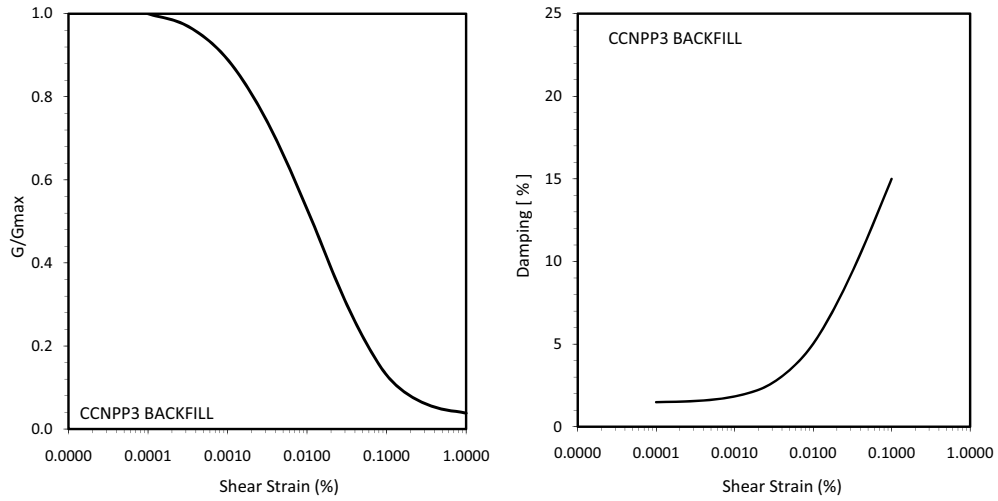 G/Gmax
1.0
0.8
0.6
0.4
0.2
0.0
CCNPP3 BACKFILL
0.0000 0.0001 0.0010 0.0100 0.1000 1.0000
Shear Strain (%)
Damping [ % ]
25
20
15
10
5
0
CCNPP3 BACKFILL
0.0000 0.0001 0.0010 0.0100 0.1000 1.0000
Shear Strain (%)